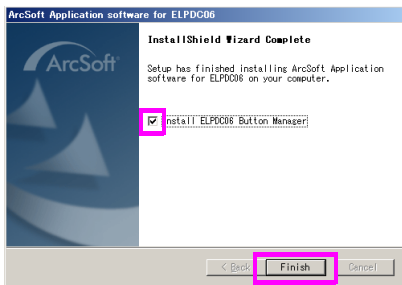 ArcSoft Application software for ELPDC06
InstallShield Wizard Complete
ArcSoft®
Setup has finished installing ArcSoft Application
software for ELPDC06 on your computer.
Install ELPDC06 Button Manager
< Back Finish Cancel